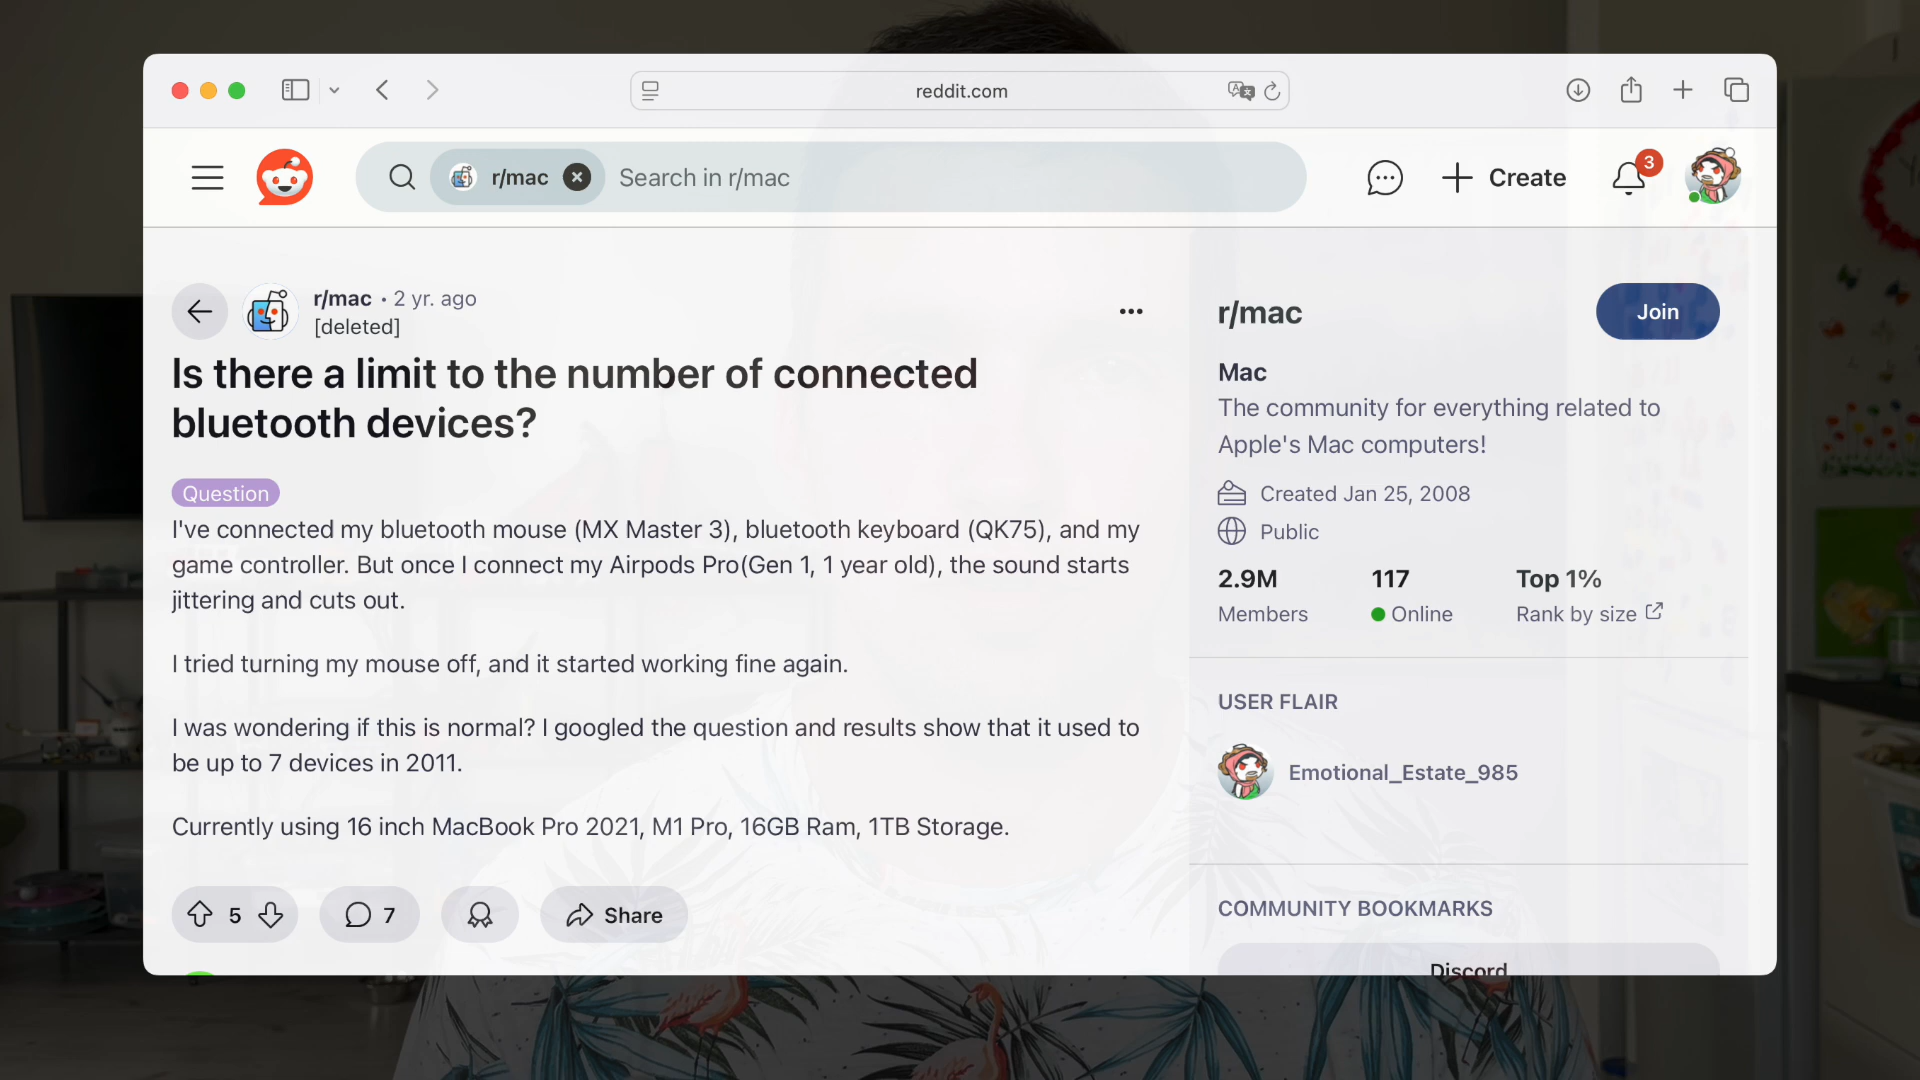 reddit.com
r/mac
Search in r/mac
Create
3
r/mac • 2 yr. ago
[deleted]
Is there a limit to the number of connected
bluetooth devices?
Question
I've connected my bluetooth mouse (MX Master 3), bluetooth keyboard (QK75), and my
game controller. But once I connect my Airpods Pro(Gen 1, 1 year old), the sound starts
jittering and cuts out.
I tried turning my mouse off, and it started working fine again.
I was wondering if this is normal? I googled the question and results show that it used to
be up to 7 devices in 2011.
Currently using 16 inch MacBook Pro 2021, M1 Pro, 16GB Ram, 1TB Storage.
5
7
Share
r/mac
Join
Mac
The community for everything related to
Apple's Mac computers!
Created Jan 25, 2008
Public
2.9M
117
Top 1%
Members
Online
Rank by size
USER FLAIR
Emotional_Estate_985
COMMUNITY BOOKMARKS
Discord